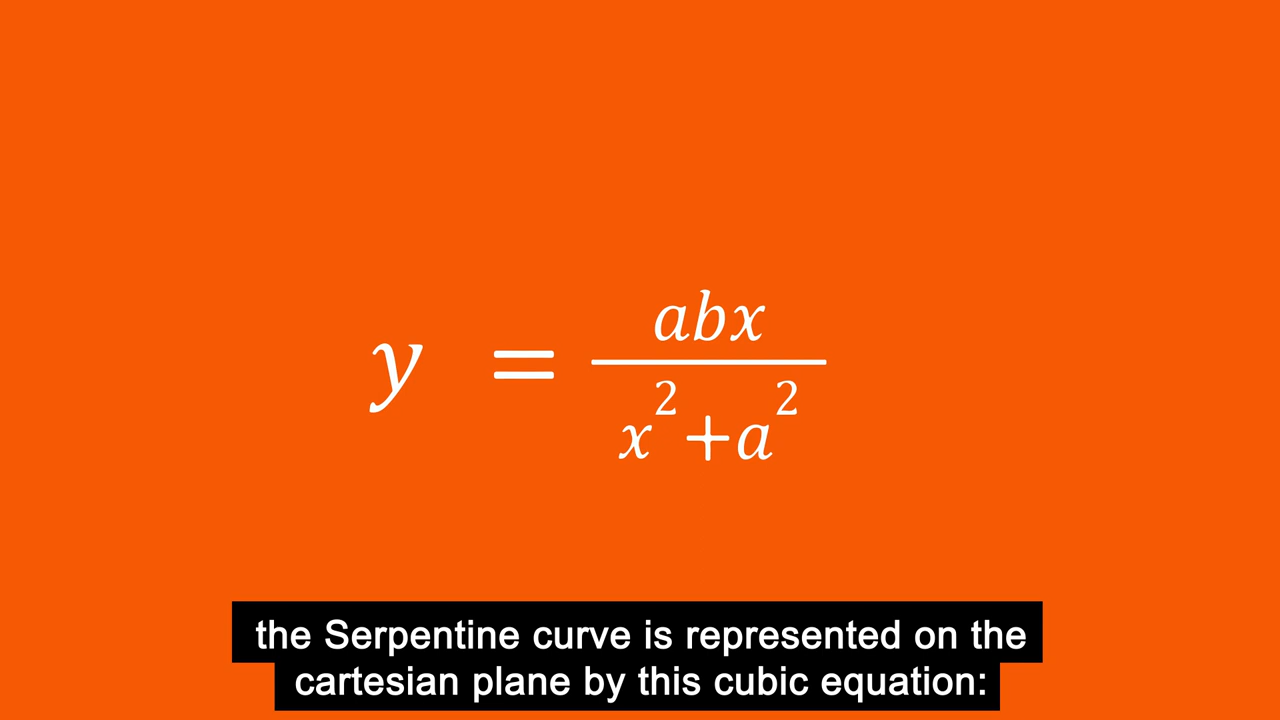 y = abx / x²+a²
the Serpentine curve is represented on the
cartesian plane by this cubic equation: